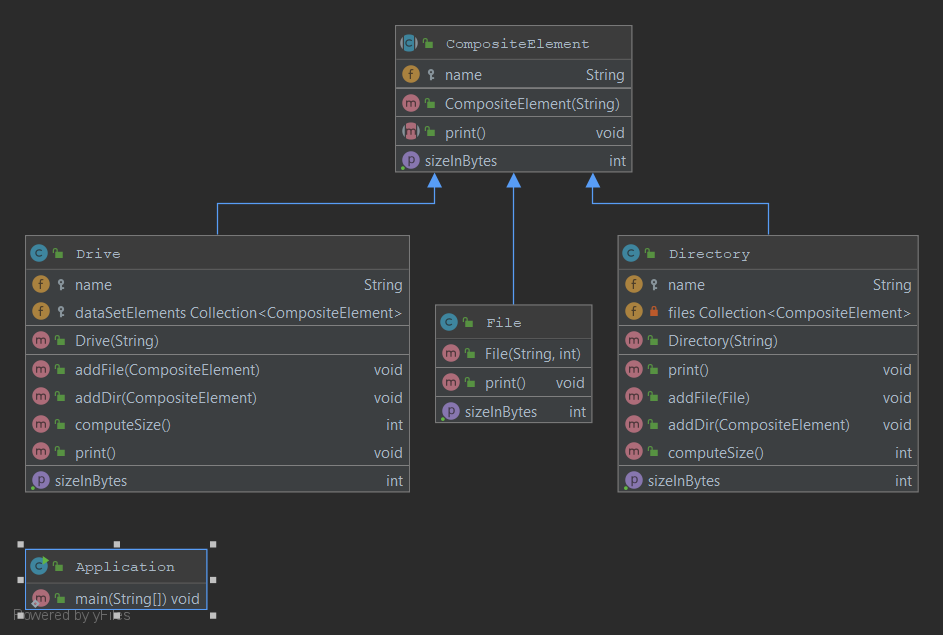 CompositeElement
name String
CompositeElement(String)
print() void
sizeInBytes int
Drive
name String
dataSetElements Collection<CompositeElement>
Drive(String)
addFile(CompositeElement) void
addDir(CompositeElement) void
computeSize() int
print() void
sizeInBytes int
File
File(String, int)
print() void
sizeInBytes int
Directory
name String
files Collection<CompositeElement>
Directory(String)
print() void
addFile(File) void
addDir(CompositeElement) void
computeSize() int
sizeInBytes int
Application
main(String[]) void
Powered by yFiles